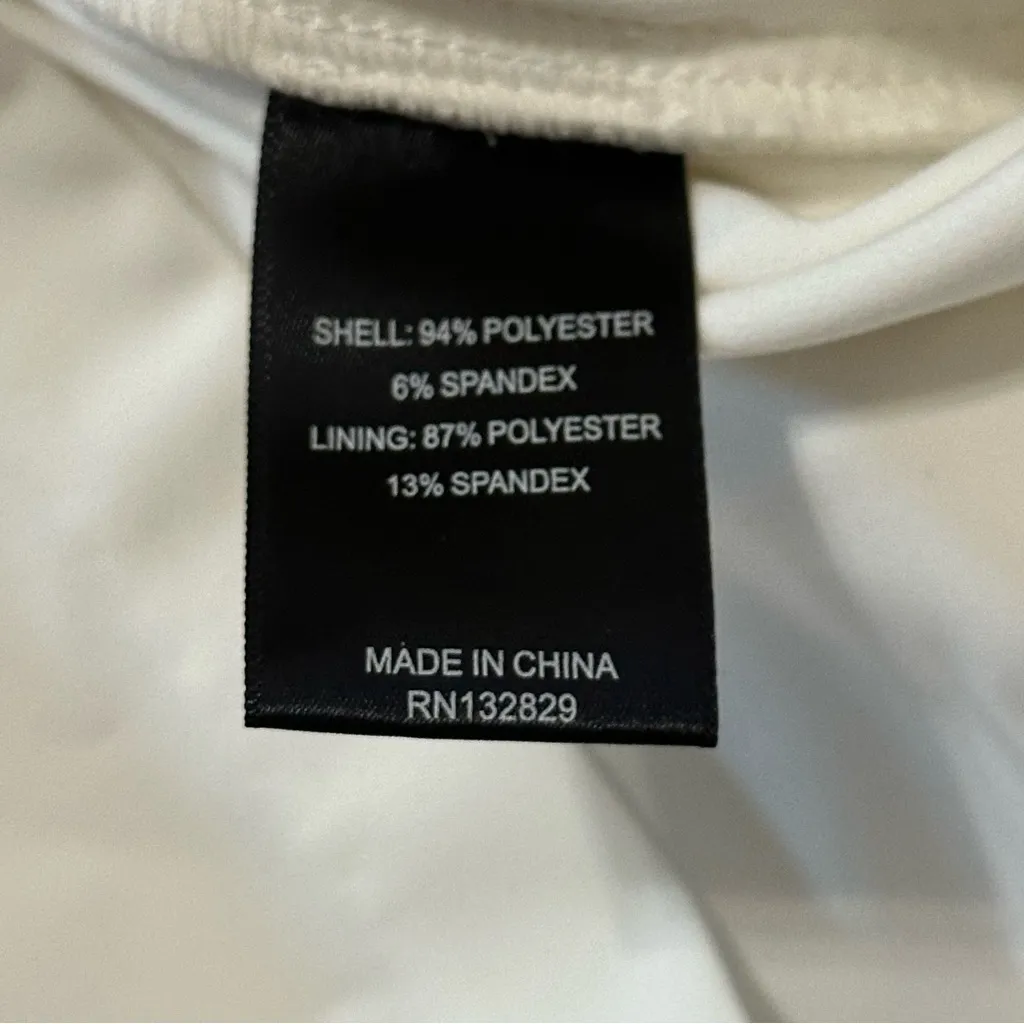 SHELL: 94% POLYESTER
6% SPANDEX
LINING: 87% POLYESTER
13% SPANDEX
MADE IN CHINA
RN132829